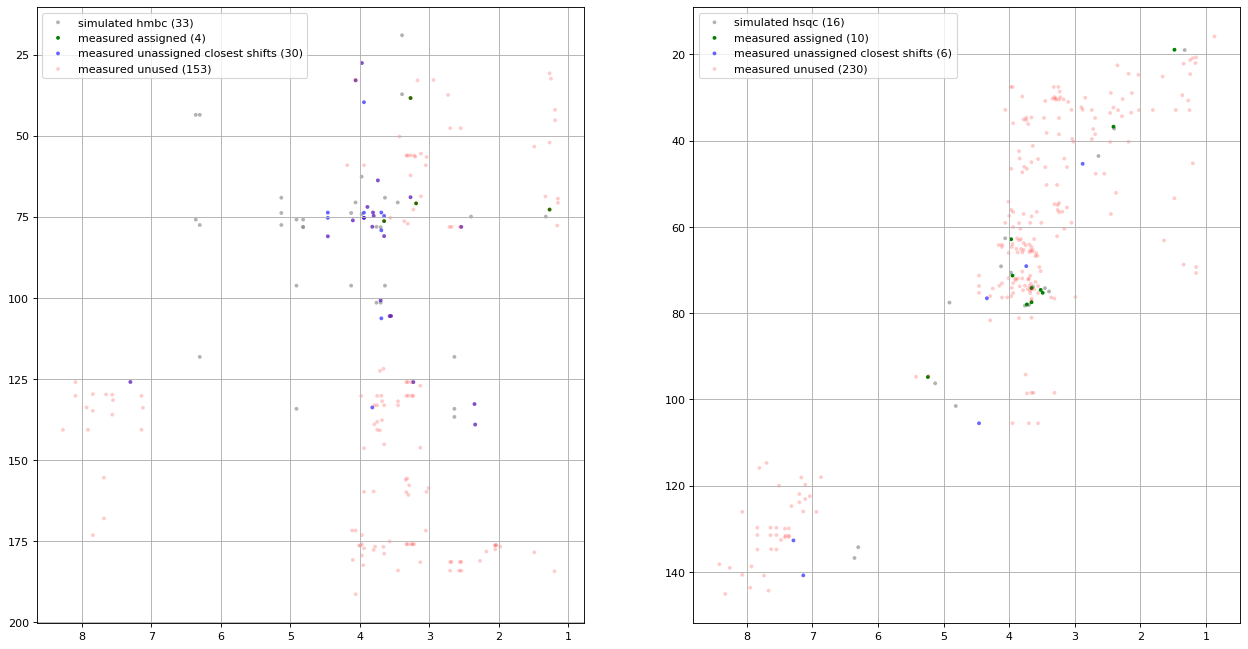 simulated hmbc (33)
measured assigned (4)
measured unassigned closest shifts (30)
measured unused (153)
25
50
75
100
125
150
175
200
8 7 6 5 4 3 2 1
simulated hsqc (16)
measured assigned (10)
measured unassigned closest shifts (6)
measured unused (230)
20
40
60
80
100
120
140
8 7 6 5 4 3 2 1